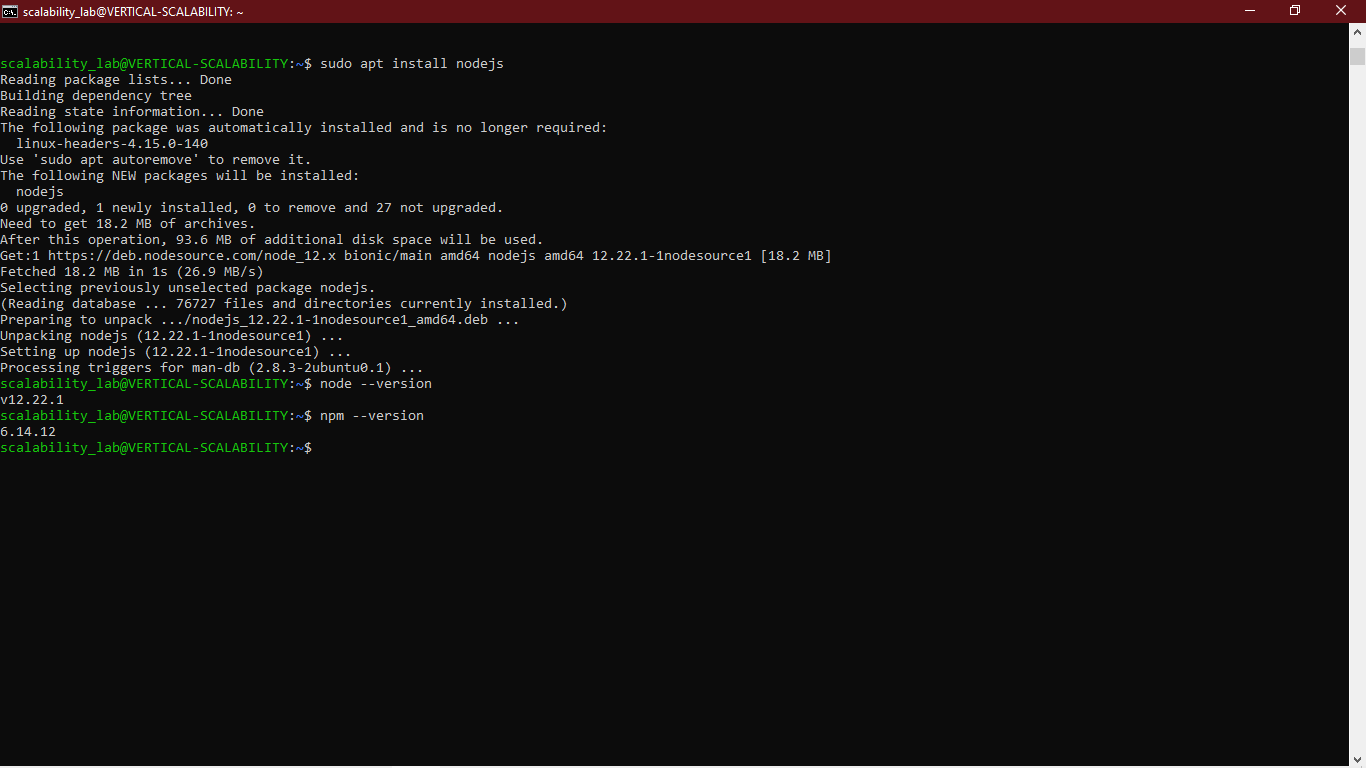 scalability_lab@VERTICAL-SCALABILITY: ~
scalability_lab@VERTICAL-SCALABILITY:~$ sudo apt install nodejs
Reading package lists... Done
Building dependency tree
Reading state information... Done
The following package was automatically installed and is no longer required:
  linux-headers-4.15.0-140
Use 'sudo apt autoremove' to remove it.
The following NEW packages will be installed:
  nodejs
0 upgraded, 1 newly installed, 0 to remove and 27 not upgraded.
Need to get 18.2 MB of archives.
After this operation, 93.6 MB of additional disk space will be used.
Get:1 https://deb.nodesource.com/node_12.x bionic/main amd64 nodejs amd64 12.22.1-1nodesource1 [18.2 MB]
Fetched 18.2 MB in 1s (26.9 MB/s)
Selecting previously unselected package nodejs.
(Reading database ... 76727 files and directories currently installed.)
Preparing to unpack .../nodejs_12.22.1-1nodesource1_amd64.deb ...
Unpacking nodejs (12.22.1-1nodesource1) ...
Setting up nodejs (12.22.1-1nodesource1) ...
Processing triggers for man-db (2.8.3-2ubuntu0.1) ...
scalability_lab@VERTICAL-SCALABILITY:~$ node --version
v12.22.1
scalability_lab@VERTICAL-SCALABILITY:~$ npm --version
6.14.12
scalability_lab@VERTICAL-SCALABILITY:~$